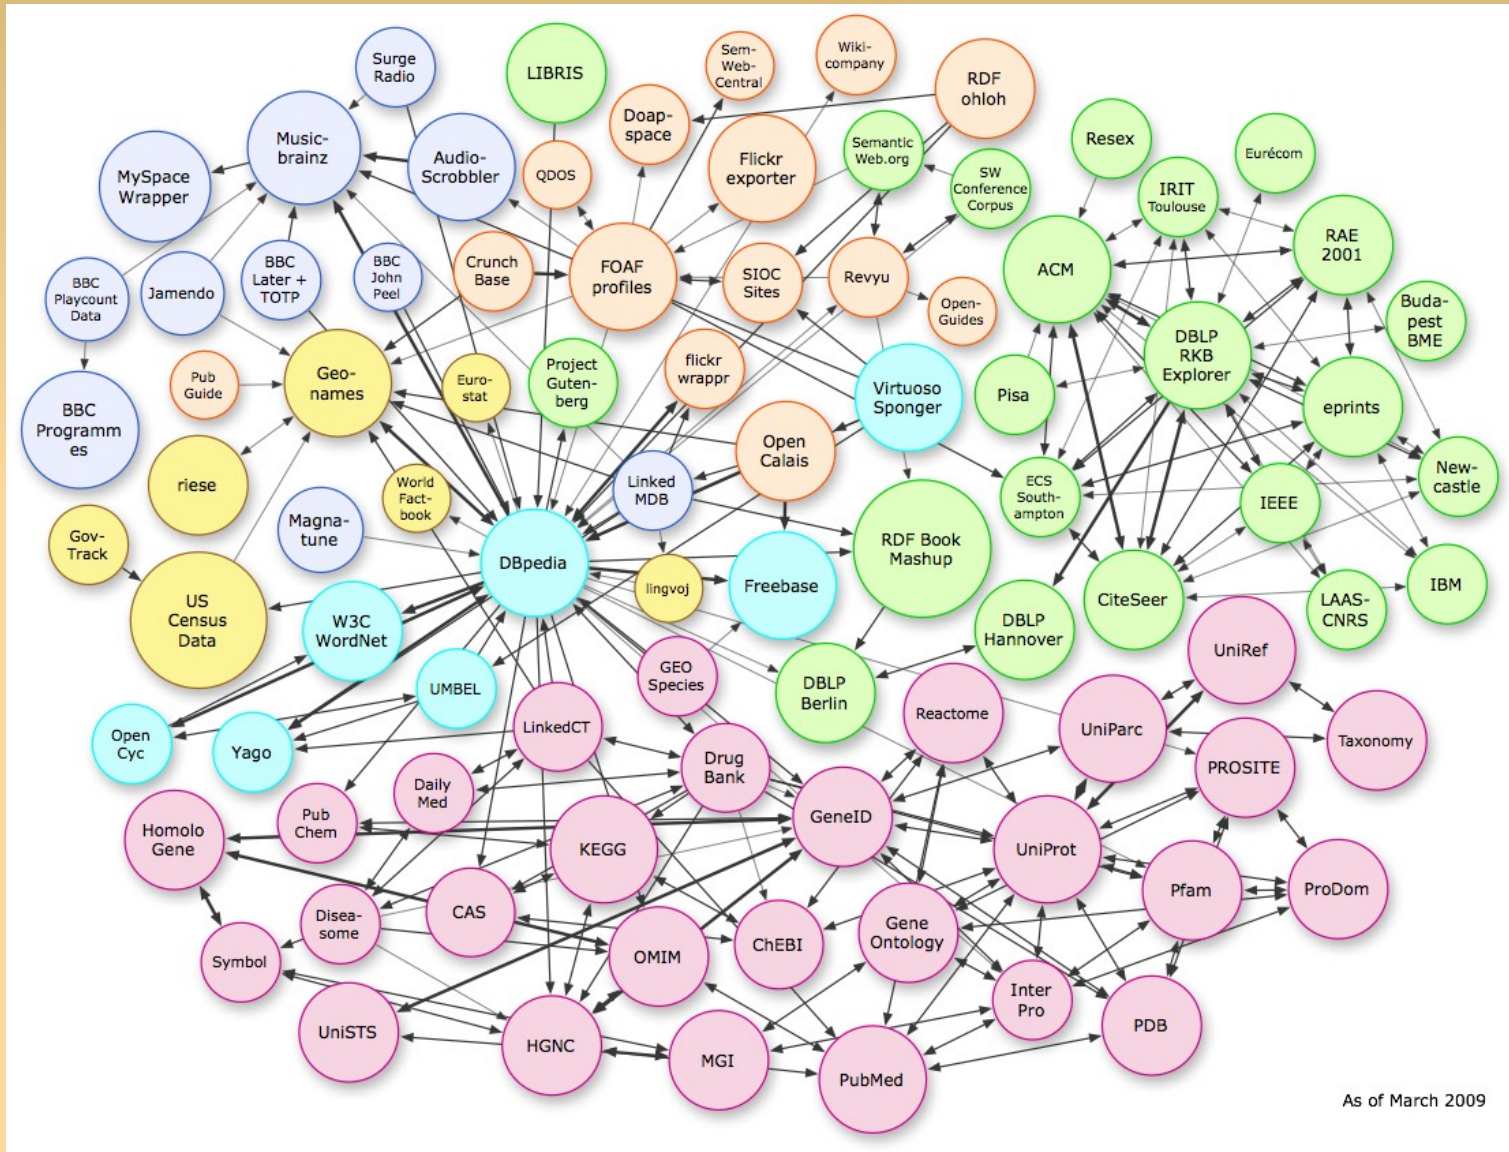 Surge
Radio
LIBRIS
Sem-
Web-
Central
Wiki-
company
RDF
ohloh
Doap-
space
Music-
brainz
Audio-
Scrobbler
QDOS
Flickr
exporter
Semantic
Web.org
SW
Conference
Corpus
Resex
Eurécom
IRIT
Toulouse
MySpace
Wrapper
RAE
2001
ACM
BBC
Playcount
Data
Jamendo
BBC
Later +
TOTP
BBC
John
Peel
Crunch
Base
FOAF
profiles
SIOC
Sites
Revyu
Open-
Guides
Buda-
pest
BME
DBLP
RKB
Explorer
Pub
Guide
Geo-
names
Euro-
stat
Project
Guten-
berg
flickr
wrappr
Virtuoso
Sponger
Pisa
eprints
BBC
Programm
es
Open
Calais
riese
World
Fact-
book
Linked
MDB
ECS
South-
ampton
IEEE
New-
castle
Gov-
Track
Magna-
tune
DBpedia
RDF Book
Mashup
lingvoj
Freebase
US
Census
Data
W3C
WordNet
CiteSeer
LAAS-
CNRS
IBM
DBLP
Hannover
UniRef
GEO
Species
UMBEL
DBLP
Berlin
Reactome
UniParc
Taxonomy
Open
Cyc
Yago
LinkedCT
Drug
Bank
PROSITE
Daily
Med
Pub
Chem
Homolo
Gene
GeneID
KEGG
UniProt
Pfam
ProDom
Disea-
some
CAS
Gene
Ontology
ChEBI
OMIM
Symbol
Inter
Pro
PDB
UniSTS
HGNC
MGI
PubMed
As of March 2009